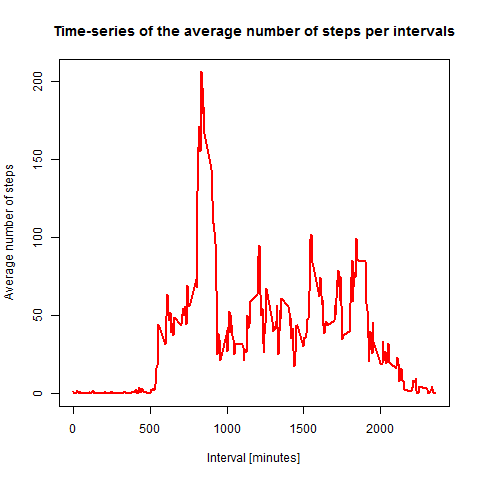 Time-series of the average number of steps per intervals
Average number of steps
200
150
100
50
0
0 500 1000 1500 2000
Interval [minutes]